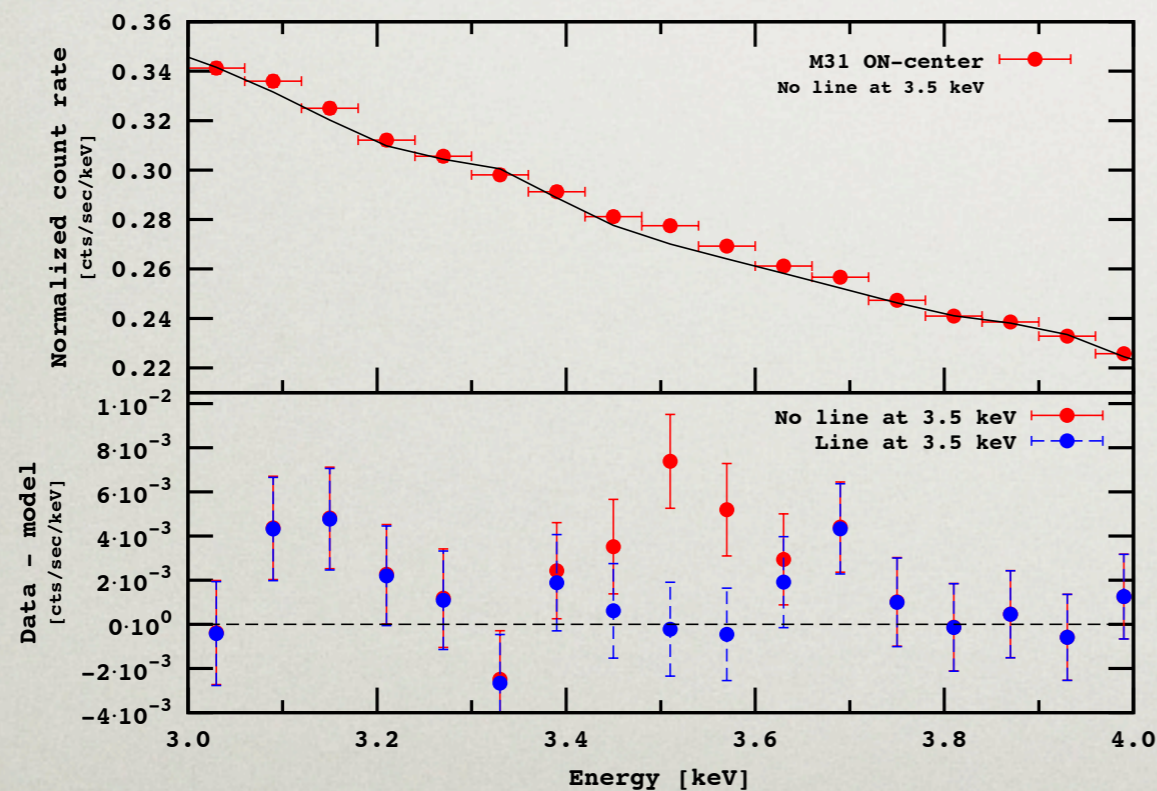 0.36
0.34
0.32
0.30
0.28
0.26
0.24
0.22
Normalized count rate
[cts/sec/keV]
M31 ON-center
No line at 3.5 keV
1·10⁻²
8·10⁻³
6·10⁻³
4·10⁻³
2·10⁻³
0·10⁰
-2·10⁻³
-4·10⁻³
Data - model
[cts/sec/keV]
No line at 3.5 keV
Line at 3.5 keV
3.0 3.2 3.4 3.6 3.8 4.0
Energy [keV]